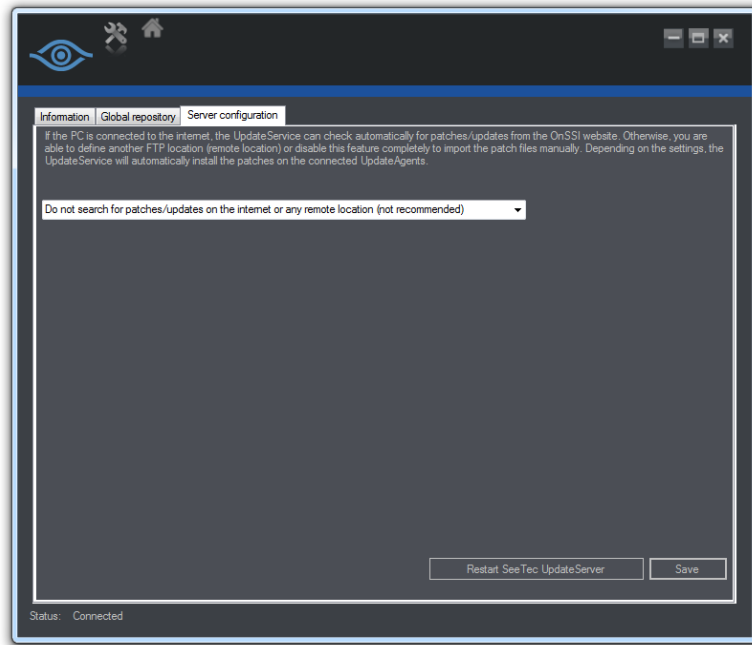 Information Global repository Server configuration
If the PC is connected to the internet, the UpdateService can check automatically for patches/updates from the OnSSI website. Otherwise, you are
able to define another FTP location (remote location) or disable this feature completely to import the patch files manually. Depending on the settings, the
UpdateService will automatically install the patches on the connected UpdateAgents.
Do not search for patches/updates on the internet or any remote location (not recommended)
Restart SeeTec UpdateServer Save
Status: Connected